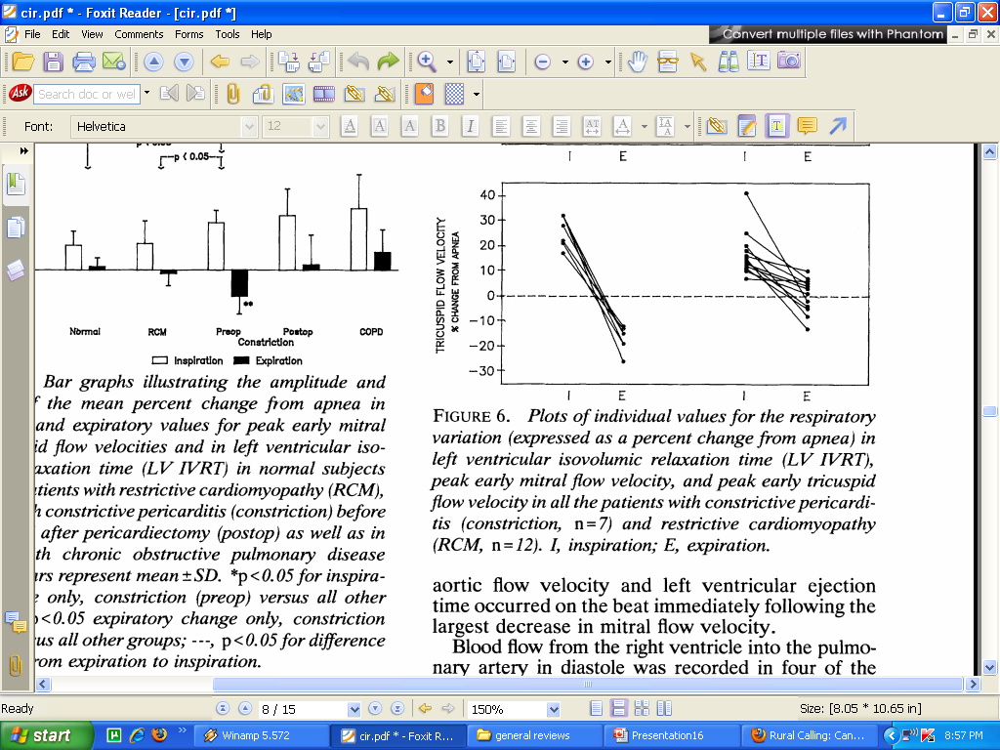 cir.pdf * - Foxit Reader - [cir.pdf *]
File Edit View Comments Forms Tools Help
Convert multiple files with Phantom
Ask Search doc or wel
Font: Helvetica 12
p < 0.05
I E I E
40
30
20
10
0
-10
-20
-30
TRICUSPID FLOW VELOCITY
% CHANGE FROM APNEA
I E I E
**
Normal RCM Preop Postop COPD
Constriction
Inspiration Expiration
Bar graphs illustrating the amplitude and
f the mean percent change from apnea in
and expiratory values for peak early mitral
id flow velocities and in left ventricular iso-
axation time (LV IVRT) in normal subjects
atients with restrictive cardiomyopathy (RCM),
h constrictive pericarditis (constriction) before
after pericardiectomy (postop) as well as in
th chronic obstructive pulmonary disease
ars represent mean ± SD. *p<0.05 for inspira-
e only, constriction (preop) versus all other
p<0.05 expiratory change only, constriction
us all other groups; ---, p<0.05 for difference
rom expiration to inspiration.
FIGURE 6. Plots of individual values for the respiratory
variation (expressed as a percent change from apnea) in
left ventricular isovolumic relaxation time (LV IVRT),
peak early mitral flow velocity, and peak early tricuspid
flow velocity in all the patients with constrictive pericardi-
tis (constriction, n=7) and restrictive cardiomyopathy
(RCM, n=12). I, inspiration; E, expiration.
aortic flow velocity and left ventricular ejection
time occurred on the beat immediately following the
largest decrease in mitral flow velocity.
Blood flow from the right ventricle into the pulmo-
nary artery in diastole was recorded in four of the
Ready 8 / 15 150% Size: [8.05 * 10.65 in]
start Winamp 5.572 cir.pdf * - Foxit R... general reviews Presentation16 Rural Calling: Can... 8:57 PM